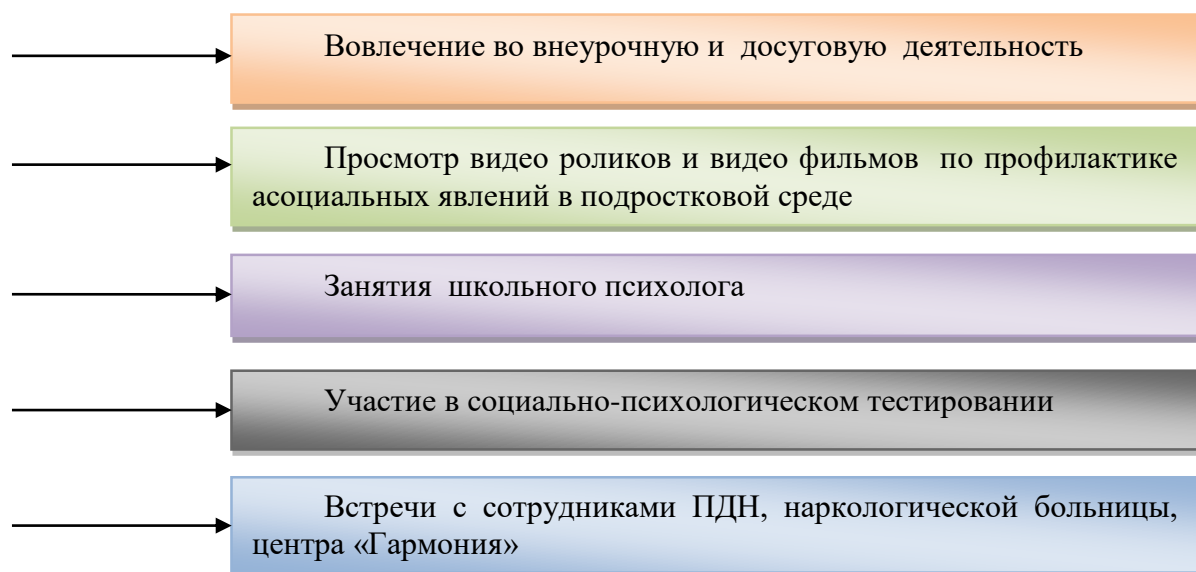 Вовлечение во внеурочную и досуговую деятельность
Просмотр видео роликов и видео фильмов по профилактике
асоциальных явлений в подростковой среде
Занятия школьного психолога
Участие в социально-психологическом тестировании
Встречи с сотрудниками ПДН, наркологической больницы,
центра «Гармония»